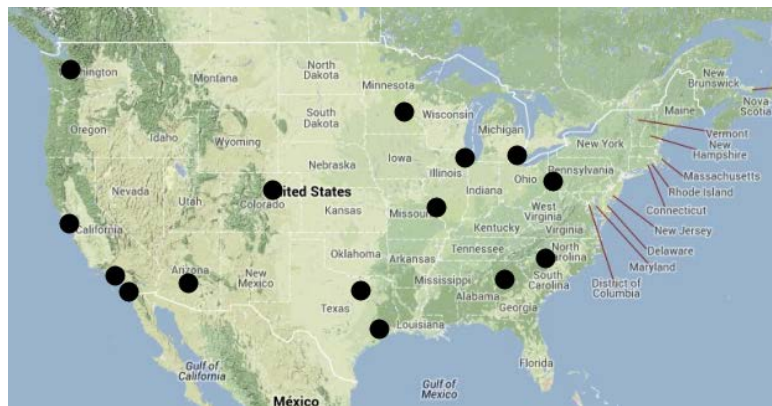 New
Brunswick
Nova
Scotia
Maine
Vermont
New
Hampshire
Massachusetts
Rhode Island
Connecticut
New Jersey
Delaware
Maryland
District of
Columbia
North
Dakota
Minnesota
Montana
South
Dakota
Wisconsin
Michigan
New York
Oregon
Idaho
Wyoming
Iowa
Nebraska
Illinois
Indiana
Ohio
Pennsylvania
Nevada
Utah
Colorado
United States
Kansas
Missouri
West
Virginia
Virginia
Kentucky
California
Arizona
New
Mexico
Oklahoma
Arkansas
Tennessee
North
Carolina
South
Carolina
Mississippi
Alabama
Georgia
Texas
Louisiana
Florida
Gulf of
California
Gulf of
Mexico
México